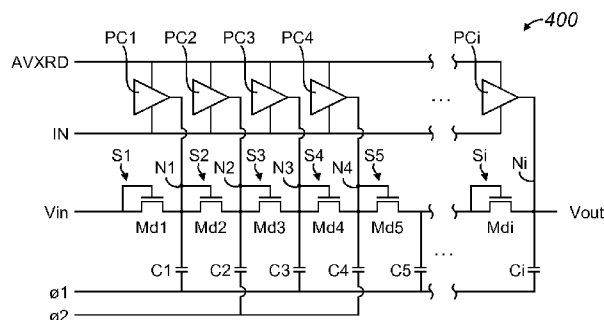 400
PC1 PC2 PC3 PC4 PCi
AVXRD
IN
...
S1 N1 S2 N2 S3 N3 S4 N4 S5 Si Ni
Vin Vout
Md1 Md2 Md3 Md4 Md5 Mdi
...
C1 C2 C3 C4 C5 Ci
ø1
ø2